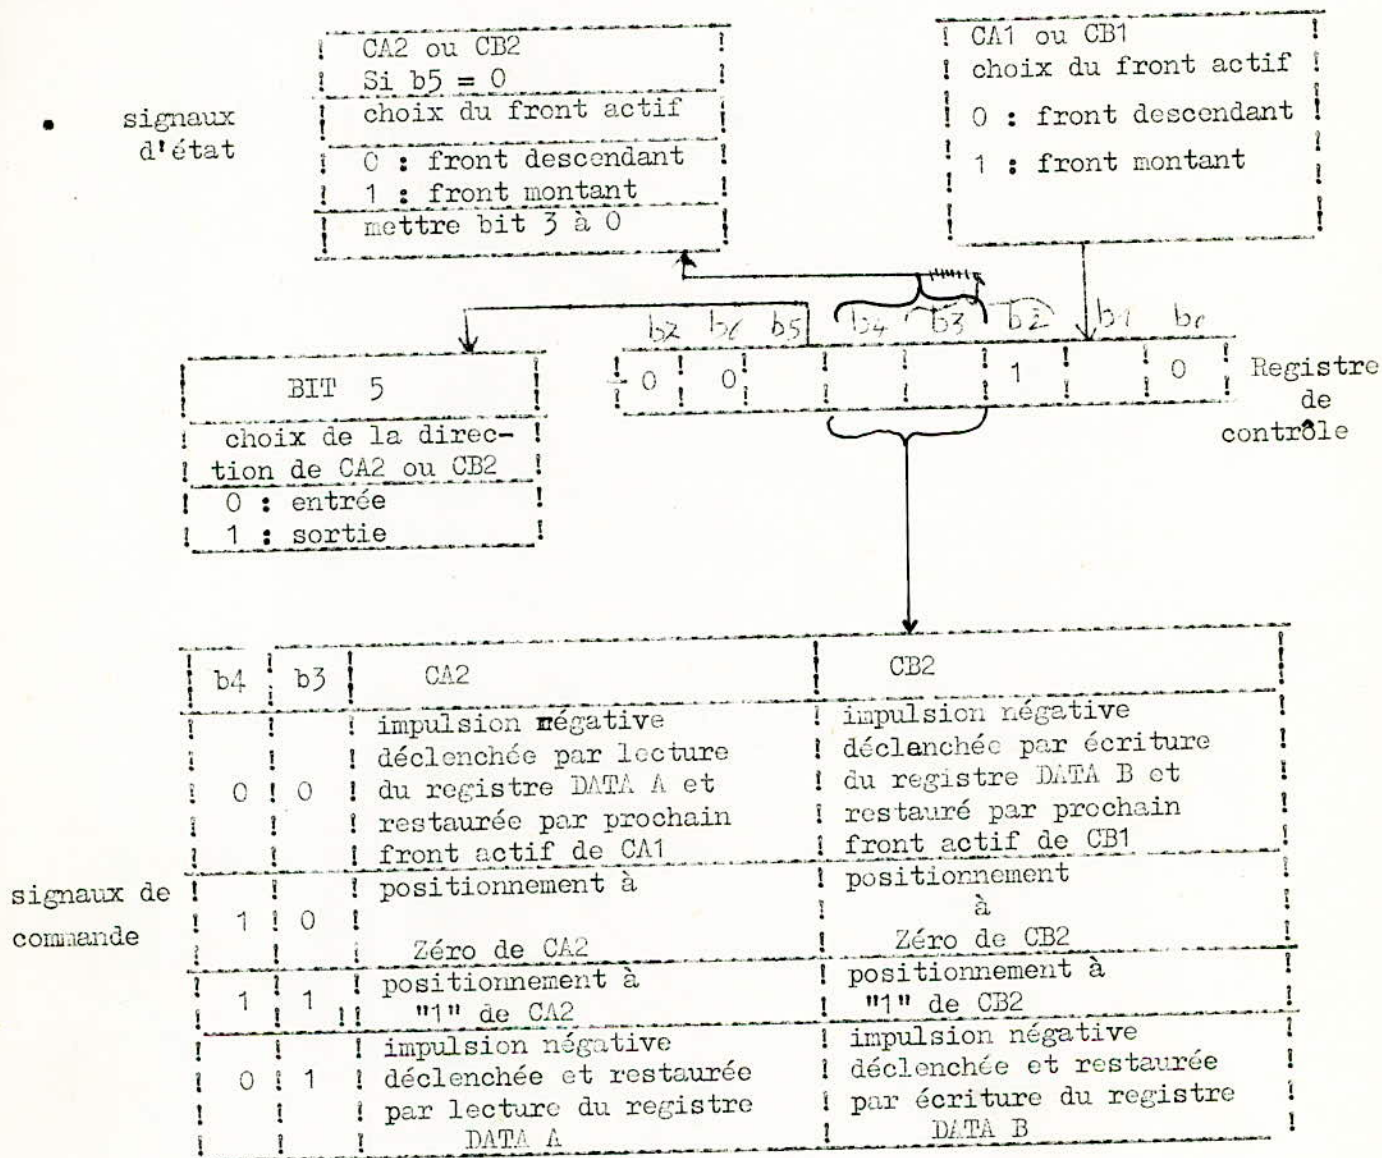 CA2 ou CB2
Si b5 = 0
choix du front actif
0 : front descendant
1 : front montant
mettre bit 3 à 0
CA1 ou CB1
choix du front actif
0 : front descendant
1 : front montant
signaux
d'état
b5 b4 b3 b2 b1
BIT 5
choix de la direc-
tion de CA2 ou CB2
0 : entrée
1 : sortie
0 0 1 0
Registre
de
contrôle
b4 b3 CA2 CB2
0 0
impulsion négative
déclenchée par lecture
du registre DATA A et
restaurée par prochain
front actif de CA1
impulsion négative
déclenchée par écriture
du registre DATA B et
restauré par prochain
front actif de CB1
signaux de
commande
1 0
positionnement à
Zéro de CA2
positionnement
à
Zéro de CB2
1 1
positionnement à
"1" de CA2
positionnement à
"1" de CB2
0 1
impulsion négative
déclenchée et restaurée
par lecture du registre
DATA A
impulsion négative
déclenchée et restaurée
par écriture du registre
DATA B